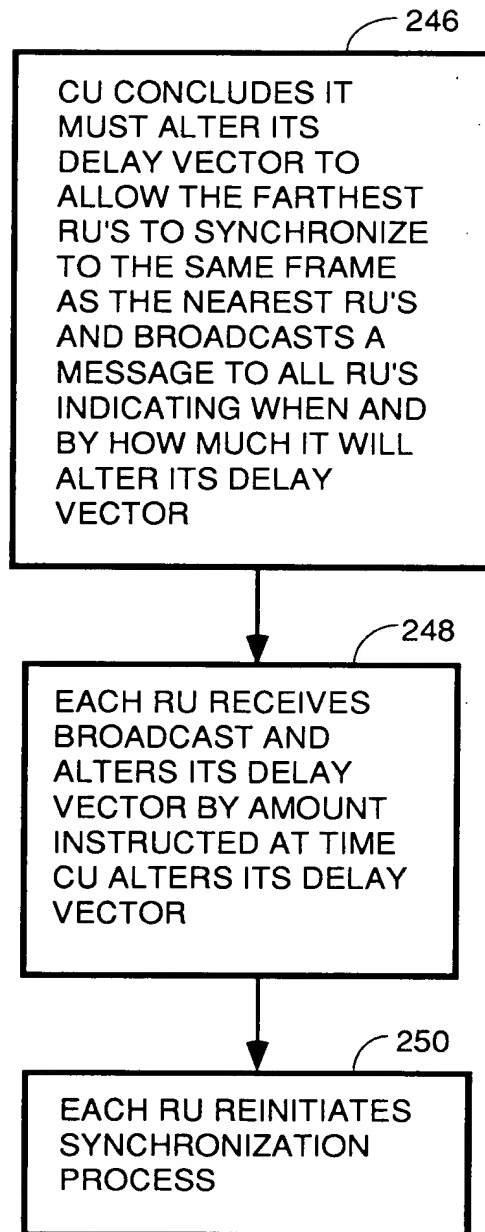 246
CU CONCLUDES IT
MUST ALTER ITS
DELAY VECTOR TO
ALLOW THE FARTHEST
RU'S TO SYNCHRONIZE
TO THE SAME FRAME
AS THE NEAREST RU'S
AND BROADCASTS A
MESSAGE TO ALL RU'S
INDICATING WHEN AND
BY HOW MUCH IT WILL
ALTER ITS DELAY
VECTOR
248
EACH RU RECEIVES
BROADCAST AND
ALTERS ITS DELAY
VECTOR BY AMOUNT
INSTRUCTED AT TIME
CU ALTERS ITS DELAY
VECTOR
250
EACH RU REINITIATES
SYNCHRONIZATION
PROCESS